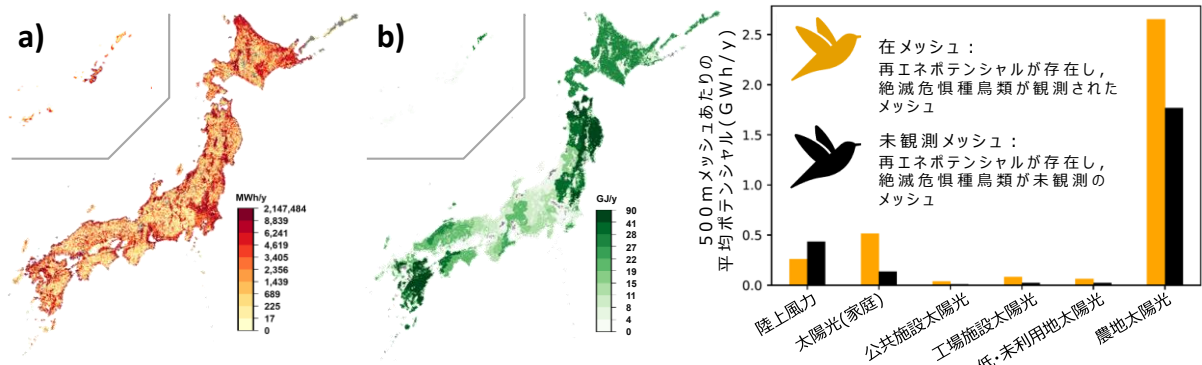 a)
MWh/y
2,147,484
8,839
6,241
4,619
3,405
2,356
1,439
689
225
17
0
b)
GJ/y
90
41
28
27
22
19
15
11
8
4
0
500mメッシュあたりの
平均ポテンシャル(GWh/y)
2.5
2.0
1.5
1.0
0.5
0.0
在メッシュ：
再エネポテンシャルが存在し,
絶滅危惧種鳥類が観測された
メッシュ
未観測メッシュ：
再エネポテンシャルが存在し,
絶滅危惧種鳥類が未観測の
メッシュ
陸上風力
太陽光(家庭)
公共施設太陽光
工場施設太陽光
低・未利用地太陽光
農地太陽光